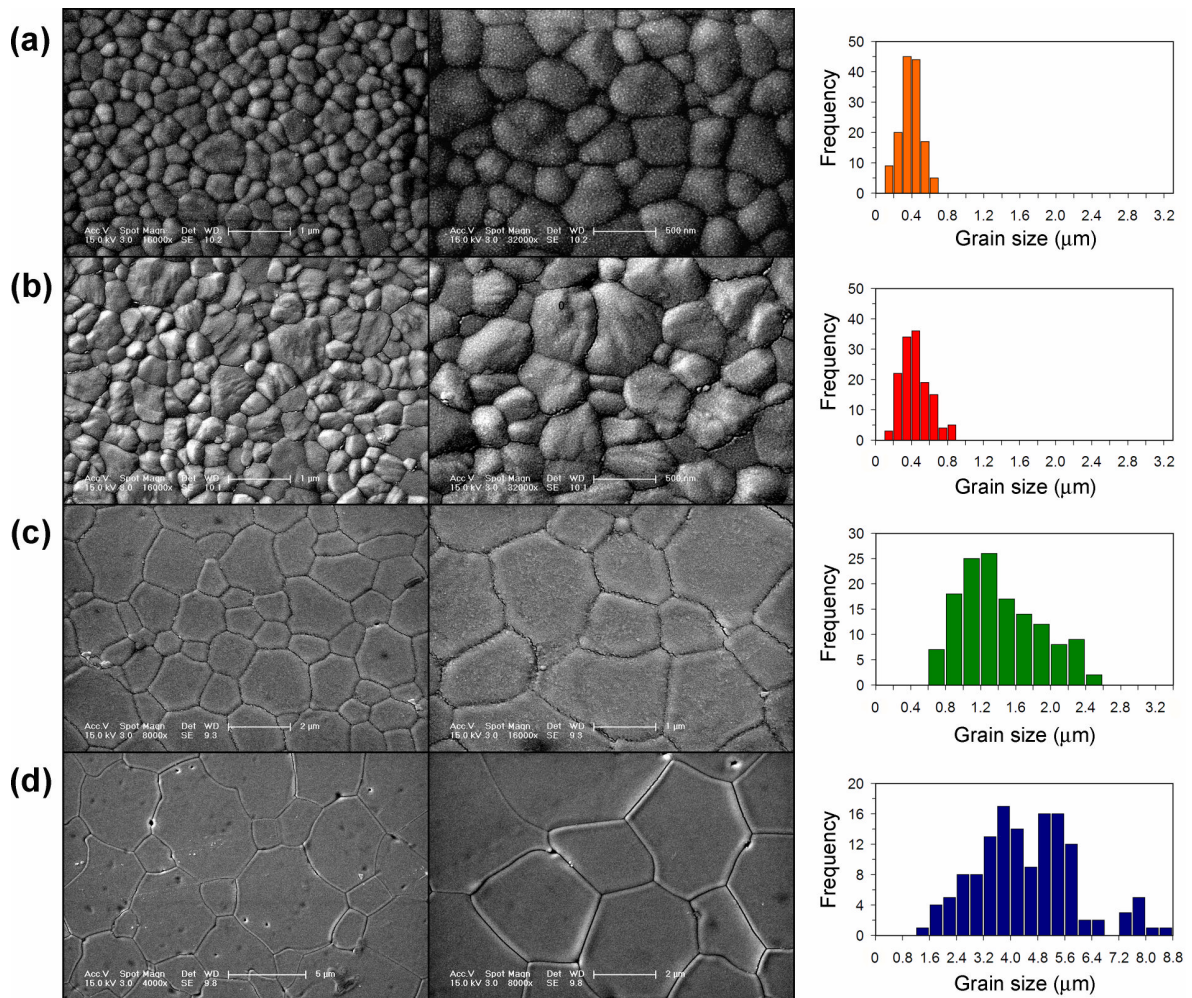 (a)
Acc.V Spot Magn Det WD
15.0 kV 3.0 16000x SE 10.2
1 µm
Acc.V Spot Magn Det WD
15.0 kV 3.0 32000x SE 10.2
500 nm
50
40
30
20
10
0
Frequency
0 0.4 0.8 1.2 1.6 2.0 2.4 2.8 3.2
Grain size (µm)
(b)
Acc.V Spot Magn Det WD
15.0 kV 3.0 16000x SE 10.1
1 µm
Acc.V Spot Magn Det WD
15.0 kV 3.0 32000x SE 10.1
500 nm
50
40
30
20
10
0
Frequency
0 0.4 0.8 1.2 1.6 2.0 2.4 2.8 3.2
Grain size (µm)
(c)
Acc.V Spot Magn Det WD
15.0 kV 3.0 8000x SE 9.3
2 µm
Acc.V Spot Magn Det WD
15.0 kV 3.0 16000x SE 9.3
1 µm
30
25
20
15
10
5
0
Frequency
0 0.4 0.8 1.2 1.6 2.0 2.4 2.8 3.2
Grain size (µm)
(d)
Acc.V Spot Magn Det WD
15.0 kV 3.0 4000x SE 9.8
5 µm
Acc.V Spot Magn Det WD
15.0 kV 3.0 8000x SE 9.8
2 µm
20
16
12
8
4
0
Frequency
0.0 0.8 1.6 2.4 3.2 4.0 4.8 5.6 6.4 7.2 8.0 8.8
Grain size (µm)